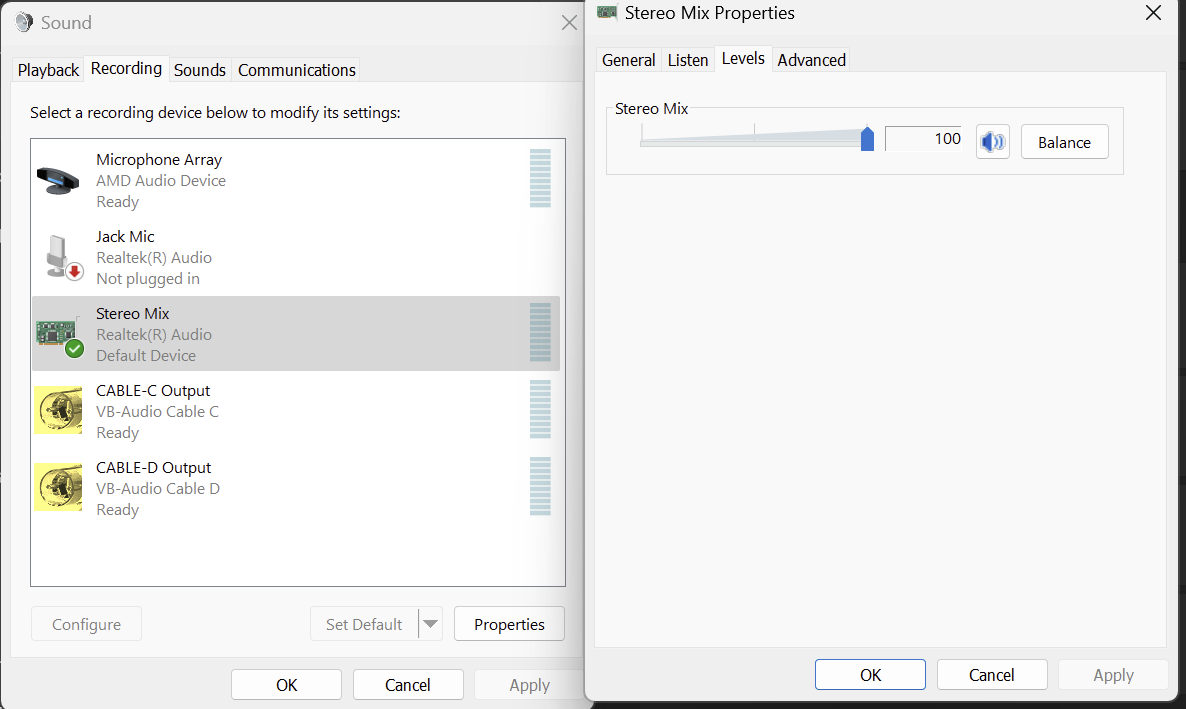 Sound
Playback
Recording
Sounds
Communications
Select a recording device below to modify its settings:
Microphone Array
AMD Audio Device
Ready
Jack Mic
Realtek(R) Audio
Not plugged in
Stereo Mix
Realtek(R) Audio
Default Device
CABLE-C Output
VB-Audio Cable C
Ready
CABLE-D Output
VB-Audio Cable D
Ready
Configure
Set Default
Properties
OK
Cancel
Apply
Stereo Mix Properties
General
Listen
Levels
Advanced
Stereo Mix
100
Balance
OK
Cancel
Apply